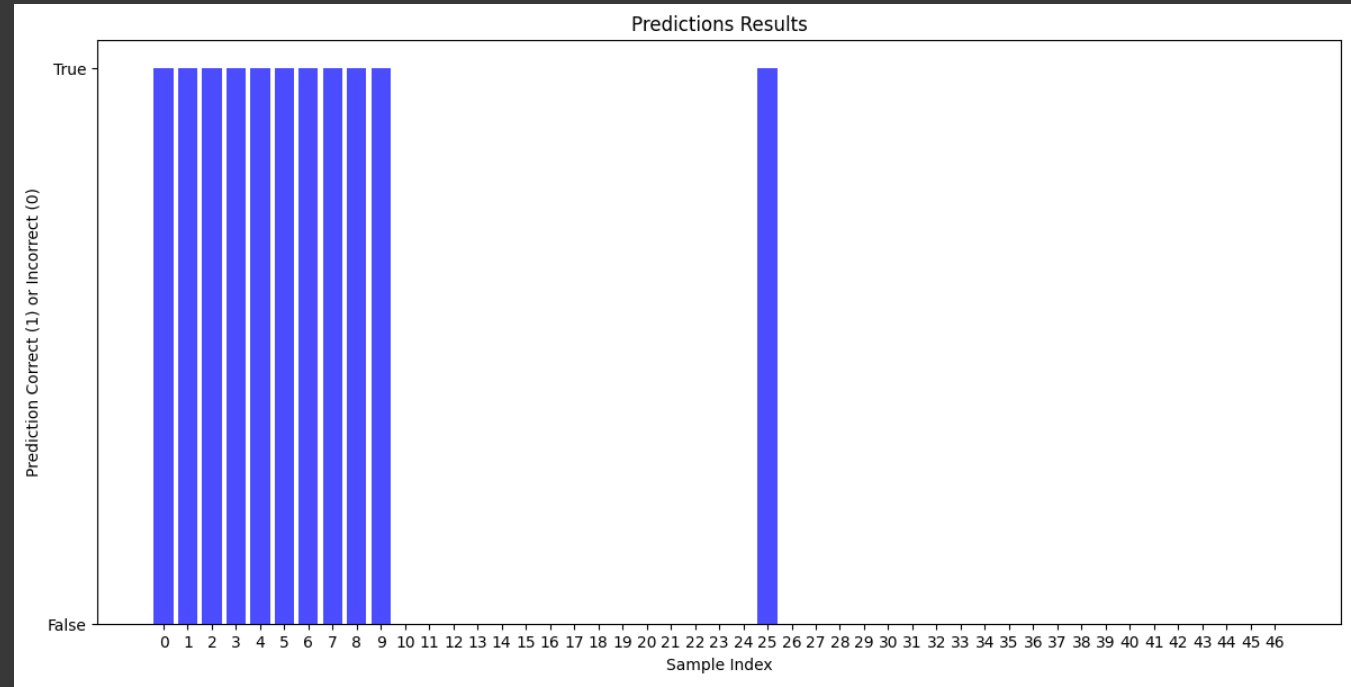 Predictions Results
Prediction Correct (1) or Incorrect (0)
True
False
0 1 2 3 4 5 6 7 8 9 10 11 12 13 14 15 16 17 18 19 20 21 22 23 24 25 26 27 28 29 30 31 32 33 34 35 36 37 38 39 40 41 42 43 44 45 46
Sample Index